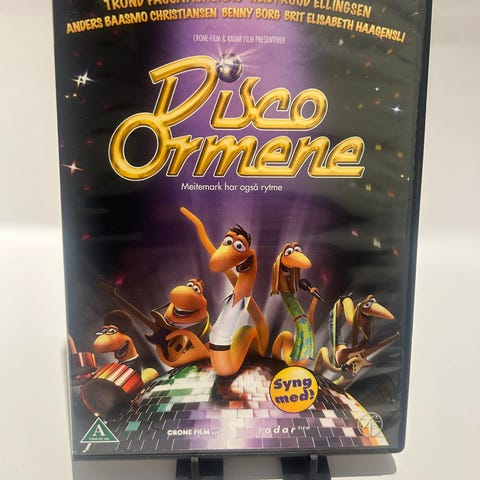 ANDERS BAASMO CHRISTIANSEN BENNY BORG BRIT ELISABETH HAAGENSLI
CRONE FILM & RADAR FILM PRESENTERER
Disco
Ormene
Meitemark har også rytme
Syng
med!
A
CRONE FILM
radar film